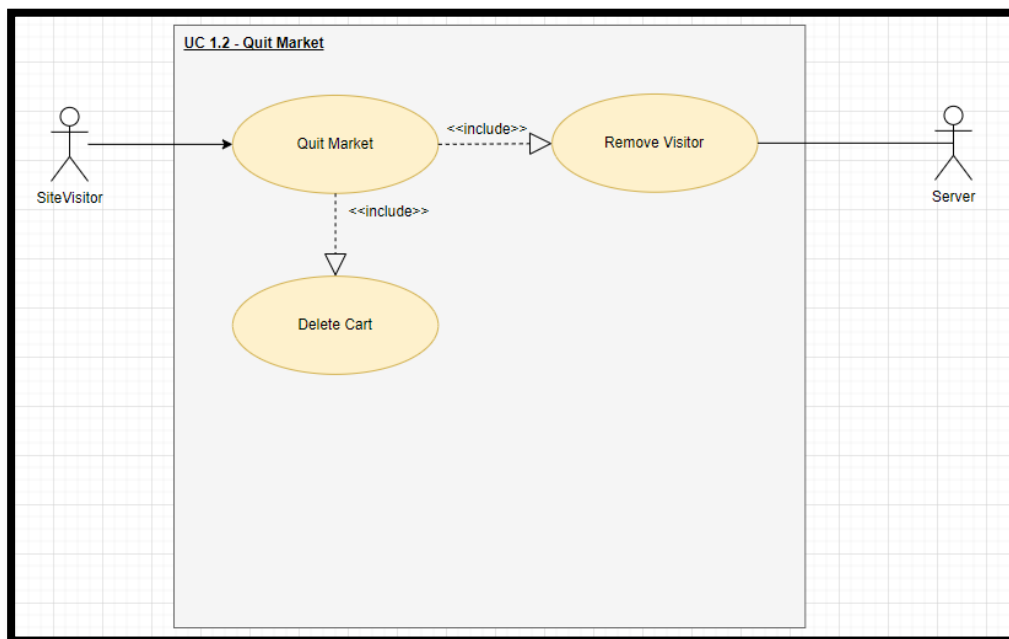 UC 1.2 - Quit Market
Quit Market
<<include>>
Remove Visitor
SiteVisitor
Server
<<include>>
Delete Cart